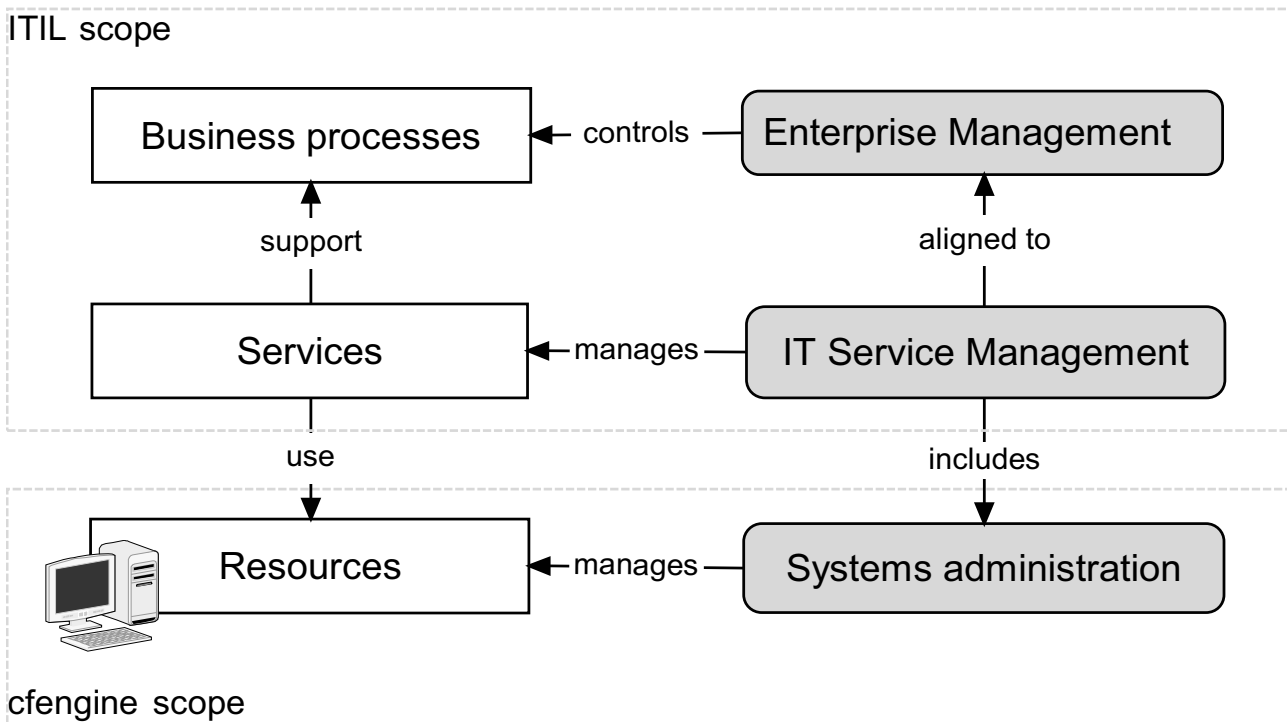 ITIL scope
Business processes
controls
Enterprise Management
support
aligned to
Services
manages
IT Service Management
use
includes
Resources
manages
Systems administration
cfengine scope